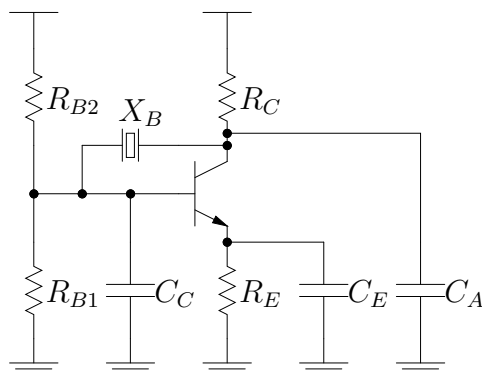 R_{B2}
X_B
R_C
R_{B1}
C_C
R_E
C_E
C_A